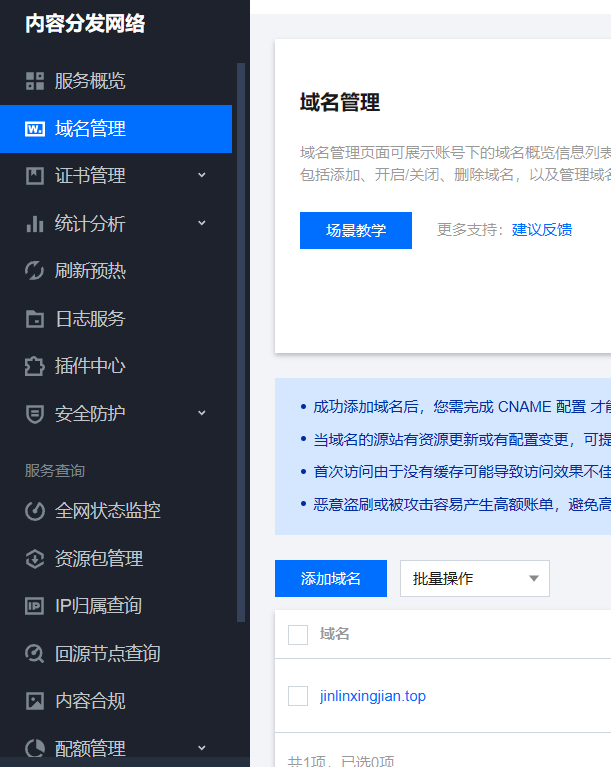 内容分发网络
服务概览
域名管理
证书管理
统计分析
刷新预热
日志服务
插件中心
安全防护
服务查询
全网状态监控
资源包管理
IP归属查询
回源节点查询
内容合规
配额管理
域名管理
域名管理页面可展示账号下的域名概览信息列表
包括添加、开启/关闭、删除域名，以及管理域名
场景教学
更多支持：建议反馈
成功添加域名后，您需完成 CNAME 配置 才能
当域名的源站有资源更新或有配置变更，可提
首次访问由于没有缓存可能导致访问效果不佳
恶意盗刷或被攻击容易产生高额账单，避免高
添加域名
批量操作
域名
jinlinxingjian.top
共1项，已选0项